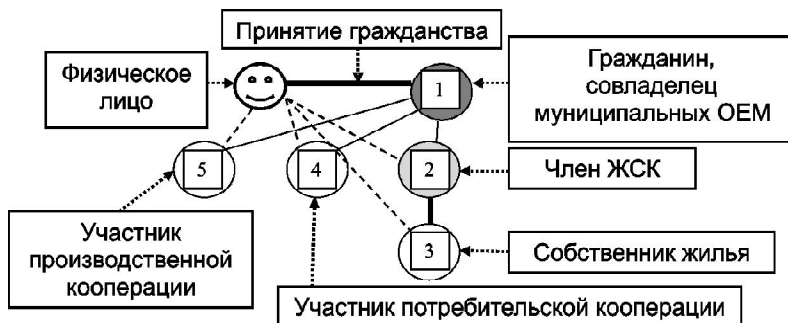 Принятие гражданства
Физическое
лицо
1
Гражданин,
совладелец
муниципальных ОЕМ
5
4
2
Член ЖСК
3
Собственник жилья
Участник
производственной
кооперации
Участник потребительской кооперации